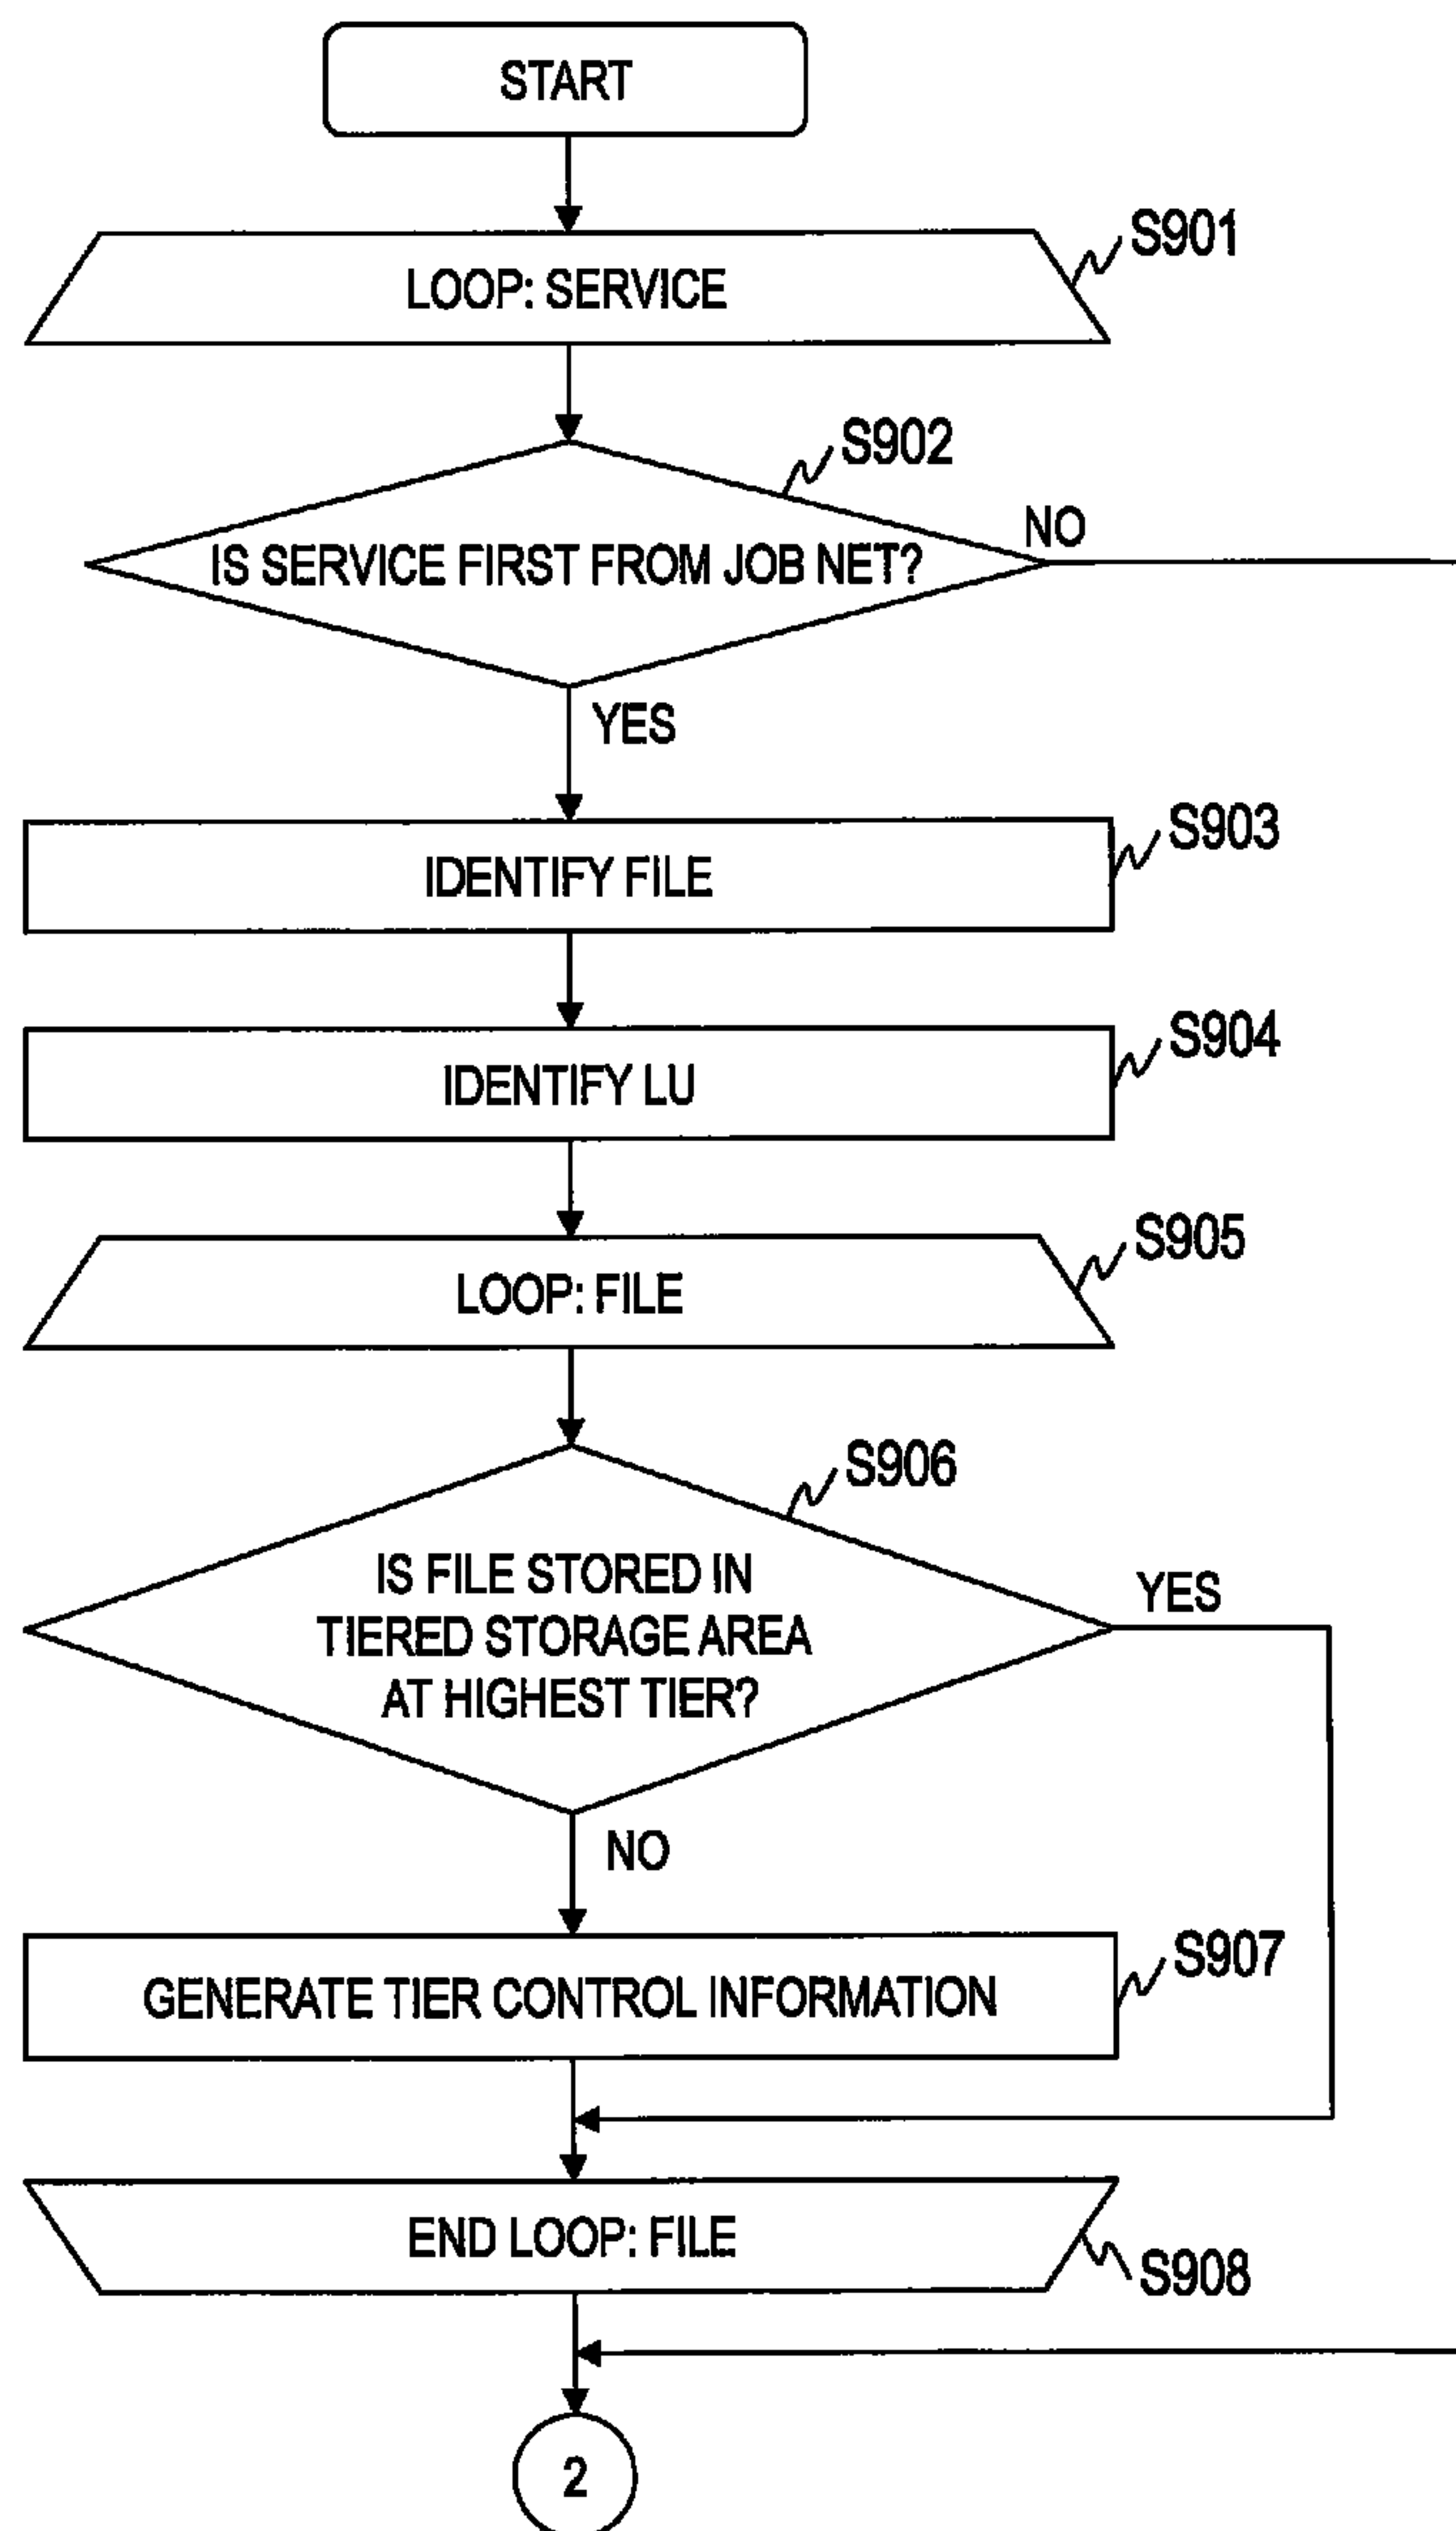 START
S901
LOOP: SERVICE
S902
IS SERVICE FIRST FROM JOB NET?
NO
YES
S903
IDENTIFY FILE
S904
IDENTIFY LU
S905
LOOP: FILE
S906
IS FILE STORED IN
TIERED STORAGE AREA
AT HIGHEST TIER?
YES
NO
S907
GENERATE TIER CONTROL INFORMATION
END LOOP: FILE
S908
2